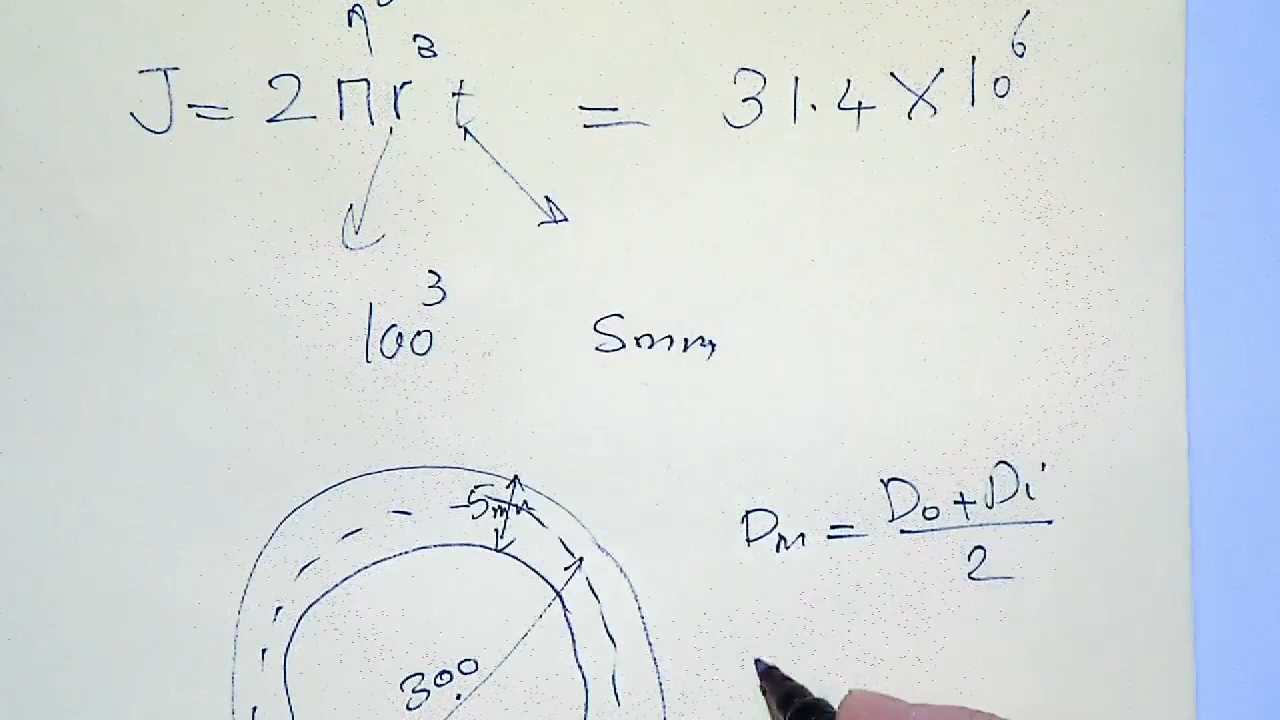 J = 2πr³t = 31.4 × 10⁶
100³ 5mm
5mm
Dm = (Do + Di) / 2
300